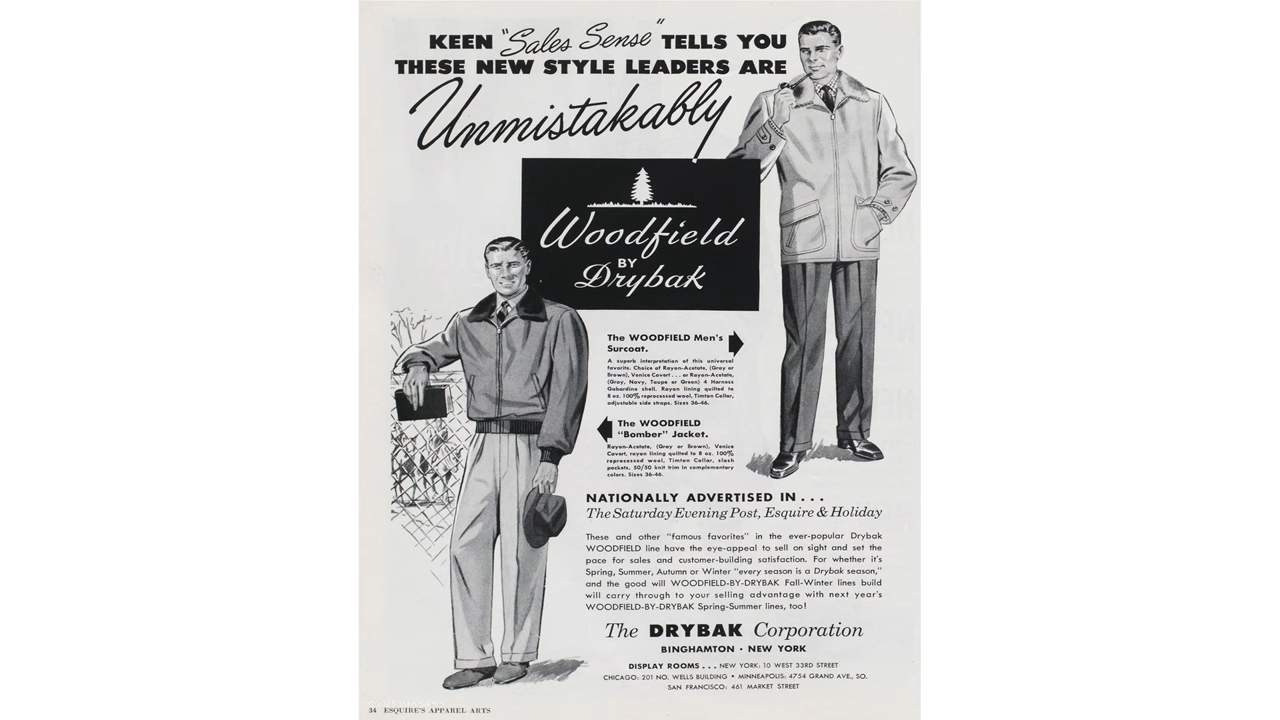 KEEN "Sales Sense" TELLS YOU
THESE NEW STYLE LEADERS ARE
Unmistakably
Woodfield
BY
Drybak
The WOODFIELD Men's
Surcoat.
A superb interpretation of this universal
favorite. Choice of Rayon-Acetate, (Gray or
Brown), Venice Covert . . . or Rayon-Acetate,
(Gray, Navy, Taupe or Green) 4 Harness
Gabardine shell. Rayon lining quilted to
8 oz. 100% reprocessed wool, Timton Collar,
adjustable side straps. Sizes 36-46.
The WOODFIELD
"Bomber" Jacket.
Rayon-Acetate, (Gray or Brown), Venice
Covert, rayon lining quilted to 8 oz. 100%
reprocessed wool, Timton Collar, slash
pockets, 50/50 knit trim in complementary
colors. Sizes 36-46.
NATIONALLY ADVERTISED IN . . .
The Saturday Evening Post, Esquire & Holiday
These and other "famous favorites" in the ever-popular Drybak
WOODFIELD line have the eye-appeal to sell on sight and set the
pace for sales and customer-building satisfaction. For whether it's
Spring, Summer, Autumn or Winter "every season is a Drybak season,"
and the good will WOODFIELD-BY-DRYBAK Fall-Winter lines build
will carry through to your selling advantage with next year's
WOODFIELD-BY-DRYBAK Spring-Summer lines, too!
The DRYBAK Corporation
BINGHAMTON • NEW YORK
DISPLAY ROOMS . . . NEW YORK: 10 WEST 33RD STREET
CHICAGO: 201 NO. WELLS BUILDING • MINNEAPOLIS: 4754 GRAND AVE., SO.
SAN FRANCISCO: 461 MARKET STREET
34 ESQUIRE'S APPAREL ARTS